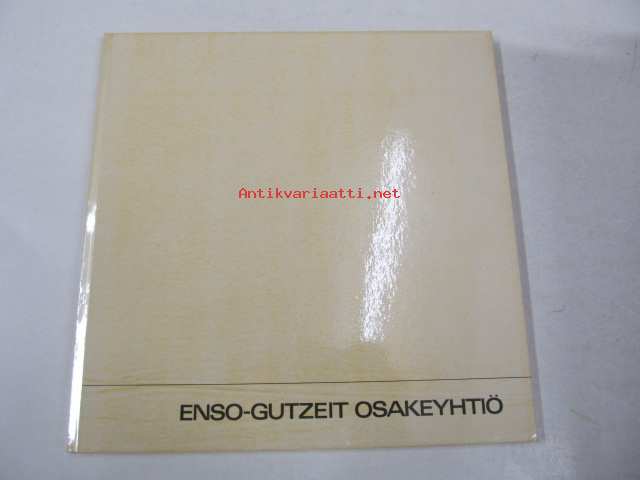 Antikvariaatti.net
ENSO-GUTZEIT OSAKEYHTIÖ